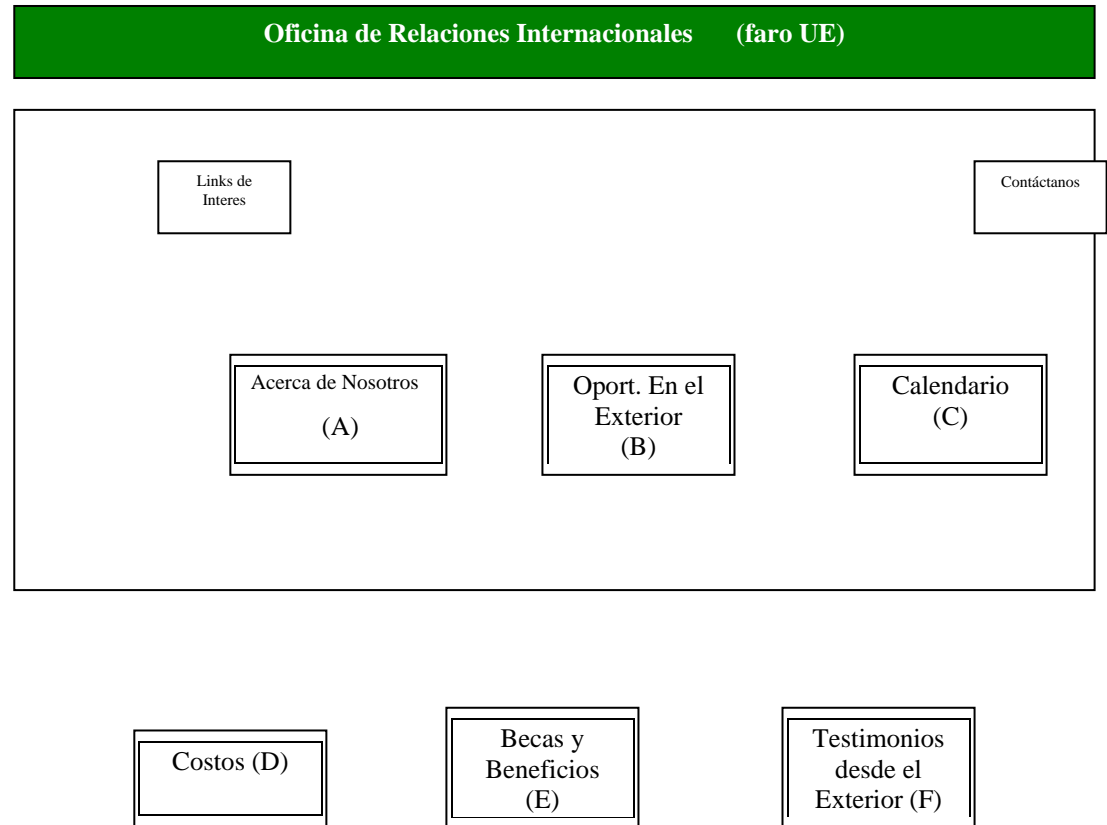 Oficina de Relaciones Internacionales (faro UE)
Links de
Interes
Contáctanos
Acerca de Nosotros
(A)
Oport. En el
Exterior
(B)
Calendario
(C)
Costos (D)
Becas y
Beneficios
(E)
Testimonios
desde el
Exterior (F)